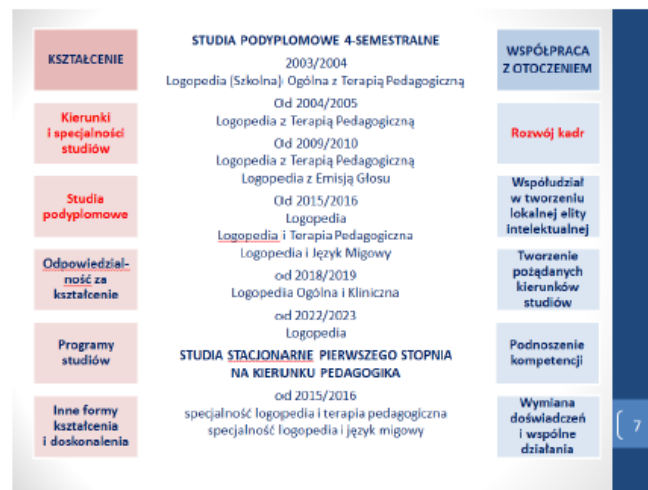 KSZTAŁCENIE
Kierunki
i specjalności
studiów
Studia
podyplomowe
Odpowiedzial-
ność za
kształcenie
Programy
studiów
Inne formy
kształcenia
i doskonalenia
STUDIA PODYPLOMOWE 4-SEMESTRALNE
2003/2004
Logopedia (Szkolna) Ogólna z Terapią Pedagogiczną
Od 2004/2005
Logopedia z Terapią Pedagogiczną
Od 2009/2010
Logopedia z Terapią Pedagogiczną
Logopedia z Emisją Głosu
Od 2015/2016
Logopedia
Logopedia i Terapia Pedagogiczna
Logopedia i Język Migowy
od 2018/2019
Logopedia Ogólna i Kliniczna
od 2022/2023
Logopedia
STUDIA STACJONARNE PIERWSZEGO STOPNIA
NA KIERUNKU PEDAGOGIKA
od 2015/2016
specjalność logopedia i terapia pedagogiczna
specjalność logopedia i język migowy
WSPÓŁPRACA
Z OTOCZENIEM
Rozwój kadr
Współudział
w tworzeniu
lokalnej elity
intelektualnej
Tworzenie
pożądanych
kierunków
studiów
Podnoszenie
kompetencji
Wymiana
doświadczeń
i wspólne
działania
7